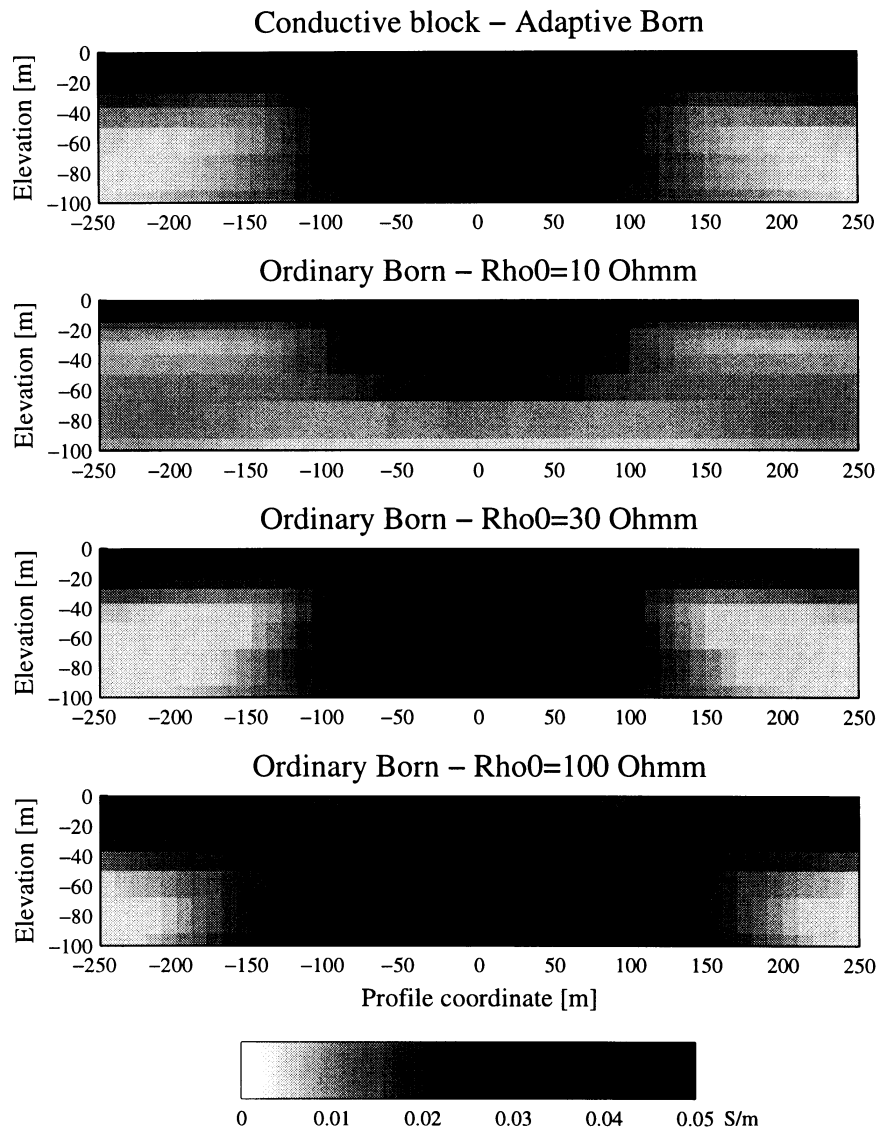 Conductive block – Adaptive Born
Elevation [m]
0
−20
−40
−60
−80
−100
−250 −200 −150 −100 −50 0 50 100 150 200 250
Ordinary Born – Rho0=10 Ohmm
Elevation [m]
0
−20
−40
−60
−80
−100
−250 −200 −150 −100 −50 0 50 100 150 200 250
Ordinary Born – Rho0=30 Ohmm
Elevation [m]
0
−20
−40
−60
−80
−100
−250 −200 −150 −100 −50 0 50 100 150 200 250
Ordinary Born – Rho0=100 Ohmm
Elevation [m]
0
−20
−40
−60
−80
−100
−250 −200 −150 −100 −50 0 50 100 150 200 250
Profile coordinate [m]
0 0.01 0.02 0.03 0.04 0.05 S/m